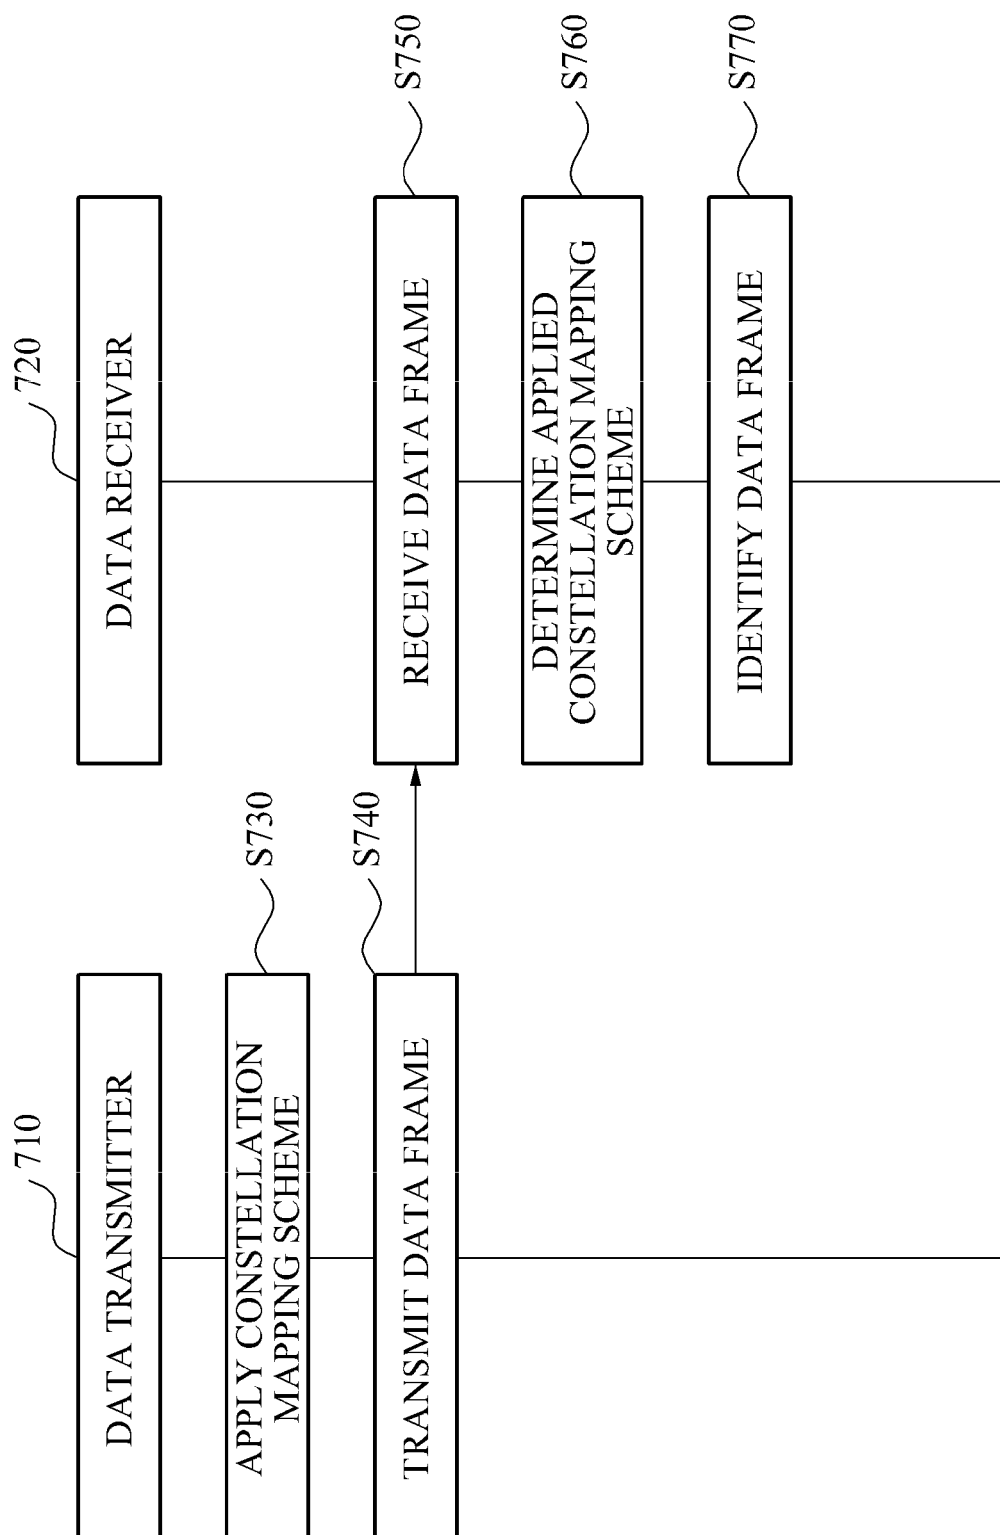 710
DATA TRANSMITTER
720
DATA RECEIVER
APPLY CONSTELLATION
MAPPING SCHEME
S730
TRANSMIT DATA FRAME
S740
RECEIVE DATA FRAME
S750
DETERMINE APPLIED
CONSTELLATION MAPPING
SCHEME
S760
IDENTIFY DATA FRAME
S770